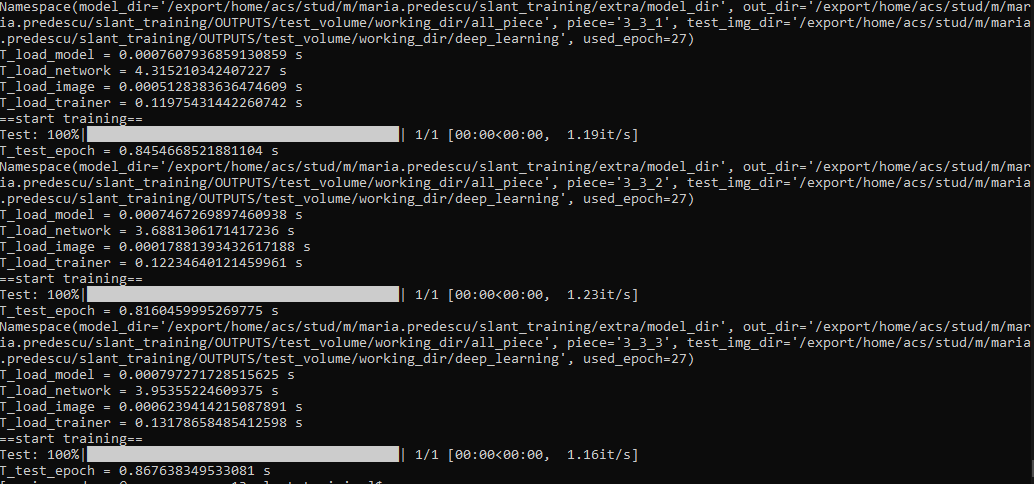 Namespace(model_dir='/export/home/acs/stud/m/maria.predescu/slant_training/extra/model_dir', out_dir='/export/home/acs/stud/m/mar
ia.predescu/slant_training/OUTPUTS/test_volume/working_dir/all_piece', piece='3_3_1', test_img_dir='/export/home/acs/stud/m/maria
.predescu/slant_training/OUTPUTS/test_volume/working_dir/deep_learning', used_epoch=27)
T_load_model = 0.0007607936859130859 s
T_load_network = 4.315210342407227 s
T_load_image = 0.0005128383636474609 s
T_load_trainer = 0.11975431442260742 s
==start training==
Test: 100%| | 1/1 [00:00<00:00, 1.19it/s]
T_test_epoch = 0.8454668521881104 s
Namespace(model_dir='/export/home/acs/stud/m/maria.predescu/slant_training/extra/model_dir', out_dir='/export/home/acs/stud/m/mar
ia.predescu/slant_training/OUTPUTS/test_volume/working_dir/all_piece', piece='3_3_2', test_img_dir='/export/home/acs/stud/m/maria
.predescu/slant_training/OUTPUTS/test_volume/working_dir/deep_learning', used_epoch=27)
T_load_model = 0.0007467269897460938 s
T_load_network = 3.6881306171417236 s
T_load_image = 0.00017881393432617188 s
T_load_trainer = 0.12234640121459961 s
==start training==
Test: 100%| | 1/1 [00:00<00:00, 1.23it/s]
T_test_epoch = 0.8160459995269775 s
Namespace(model_dir='/export/home/acs/stud/m/maria.predescu/slant_training/extra/model_dir', out_dir='/export/home/acs/stud/m/mar
ia.predescu/slant_training/OUTPUTS/test_volume/working_dir/all_piece', piece='3_3_3', test_img_dir='/export/home/acs/stud/m/maria
.predescu/slant_training/OUTPUTS/test_volume/working_dir/deep_learning', used_epoch=27)
T_load_model = 0.000797271728515625 s
T_load_network = 3.95355224609375 s
T_load_image = 0.0006239414215087891 s
T_load_trainer = 0.13178658485412598 s
==start training==
Test: 100%| | 1/1 [00:00<00:00, 1.16it/s]
T_test_epoch = 0.867638349533081 s